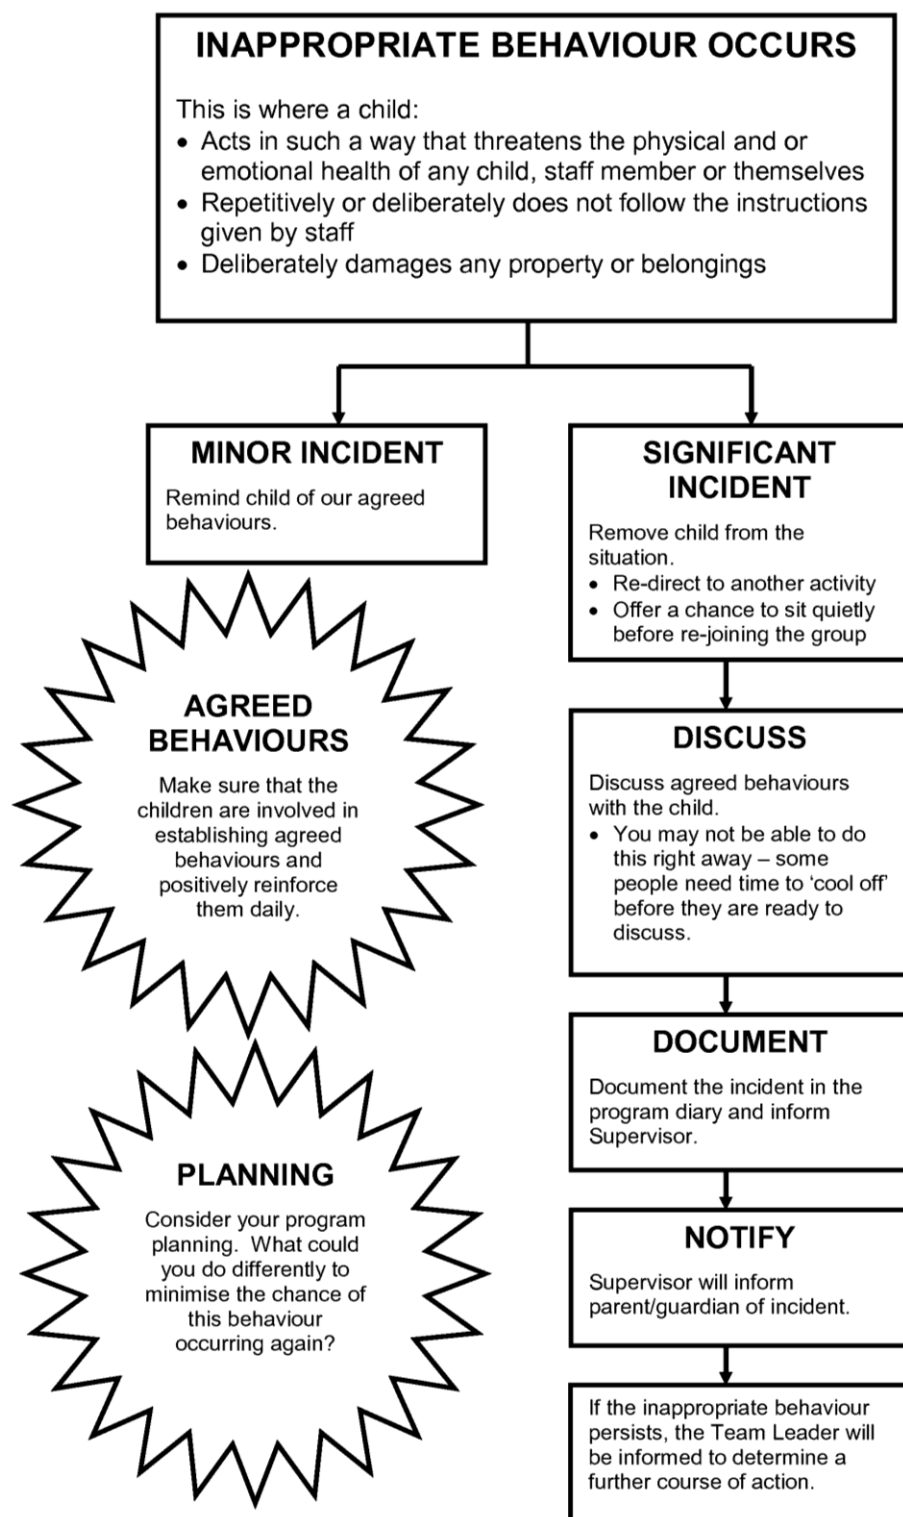 INAPPROPRIATE BEHAVIOUR OCCURS
This is where a child:
• Acts in such a way that threatens the physical and or
emotional health of any child, staff member or themselves
• Repetitively or deliberately does not follow the instructions
given by staff
• Deliberately damages any property or belongings
MINOR INCIDENT
Remind child of our agreed
behaviours.
SIGNIFICANT
INCIDENT
Remove child from the
situation.
• Re-direct to another activity
• Offer a chance to sit quietly
before re-joining the group
AGREED
BEHAVIOURS
Make sure that the
children are involved in
establishing agreed
behaviours and
positively reinforce
them daily.
DISCUSS
Discuss agreed behaviours
with the child.
• You may not be able to do
this right away – some
people need time to ‘cool off’
before they are ready to
discuss.
DOCUMENT
Document the incident in the
program diary and inform
Supervisor.
PLANNING
Consider your program
planning. What could
you do differently to
minimise the chance of
this behaviour
occurring again?
NOTIFY
Supervisor will inform
parent/guardian of incident.
If the inappropriate behaviour
persists, the Team Leader will
be informed to determine a
further course of action.